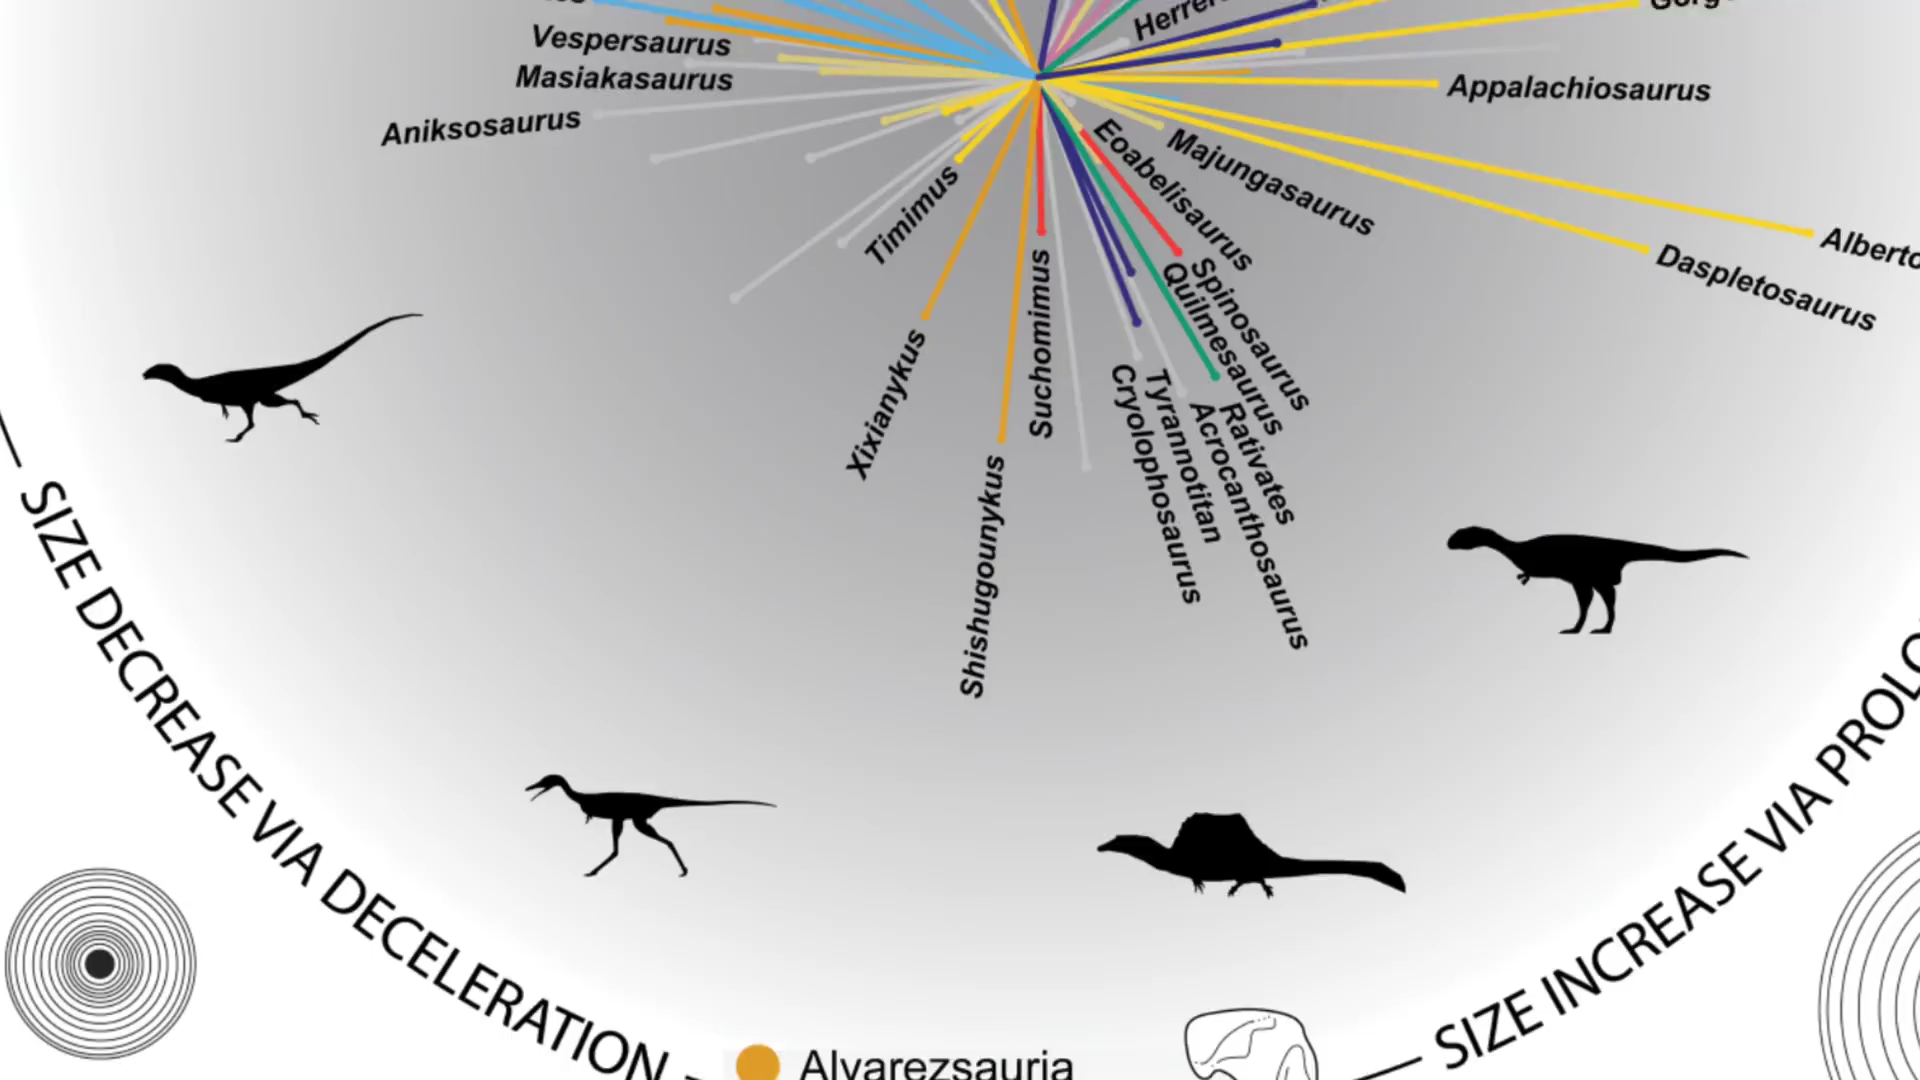 Vespersaurus
Masiakasaurus
Aniksosaurus
Appalachiosaurus
Majungasaurus
Eoabelisaurus
Timimus
Daspletosaurus
Spinosaurus
Quilmesaurus
Suchomimus
Xixianykus
Rativates
Tyrannotitan
Acrocanthosaurus
Cryolophosaurus
Shishugounykus
SIZE DECREASE VIA DECELERATION
SIZE INCREASE VIA
Alvarezsauria